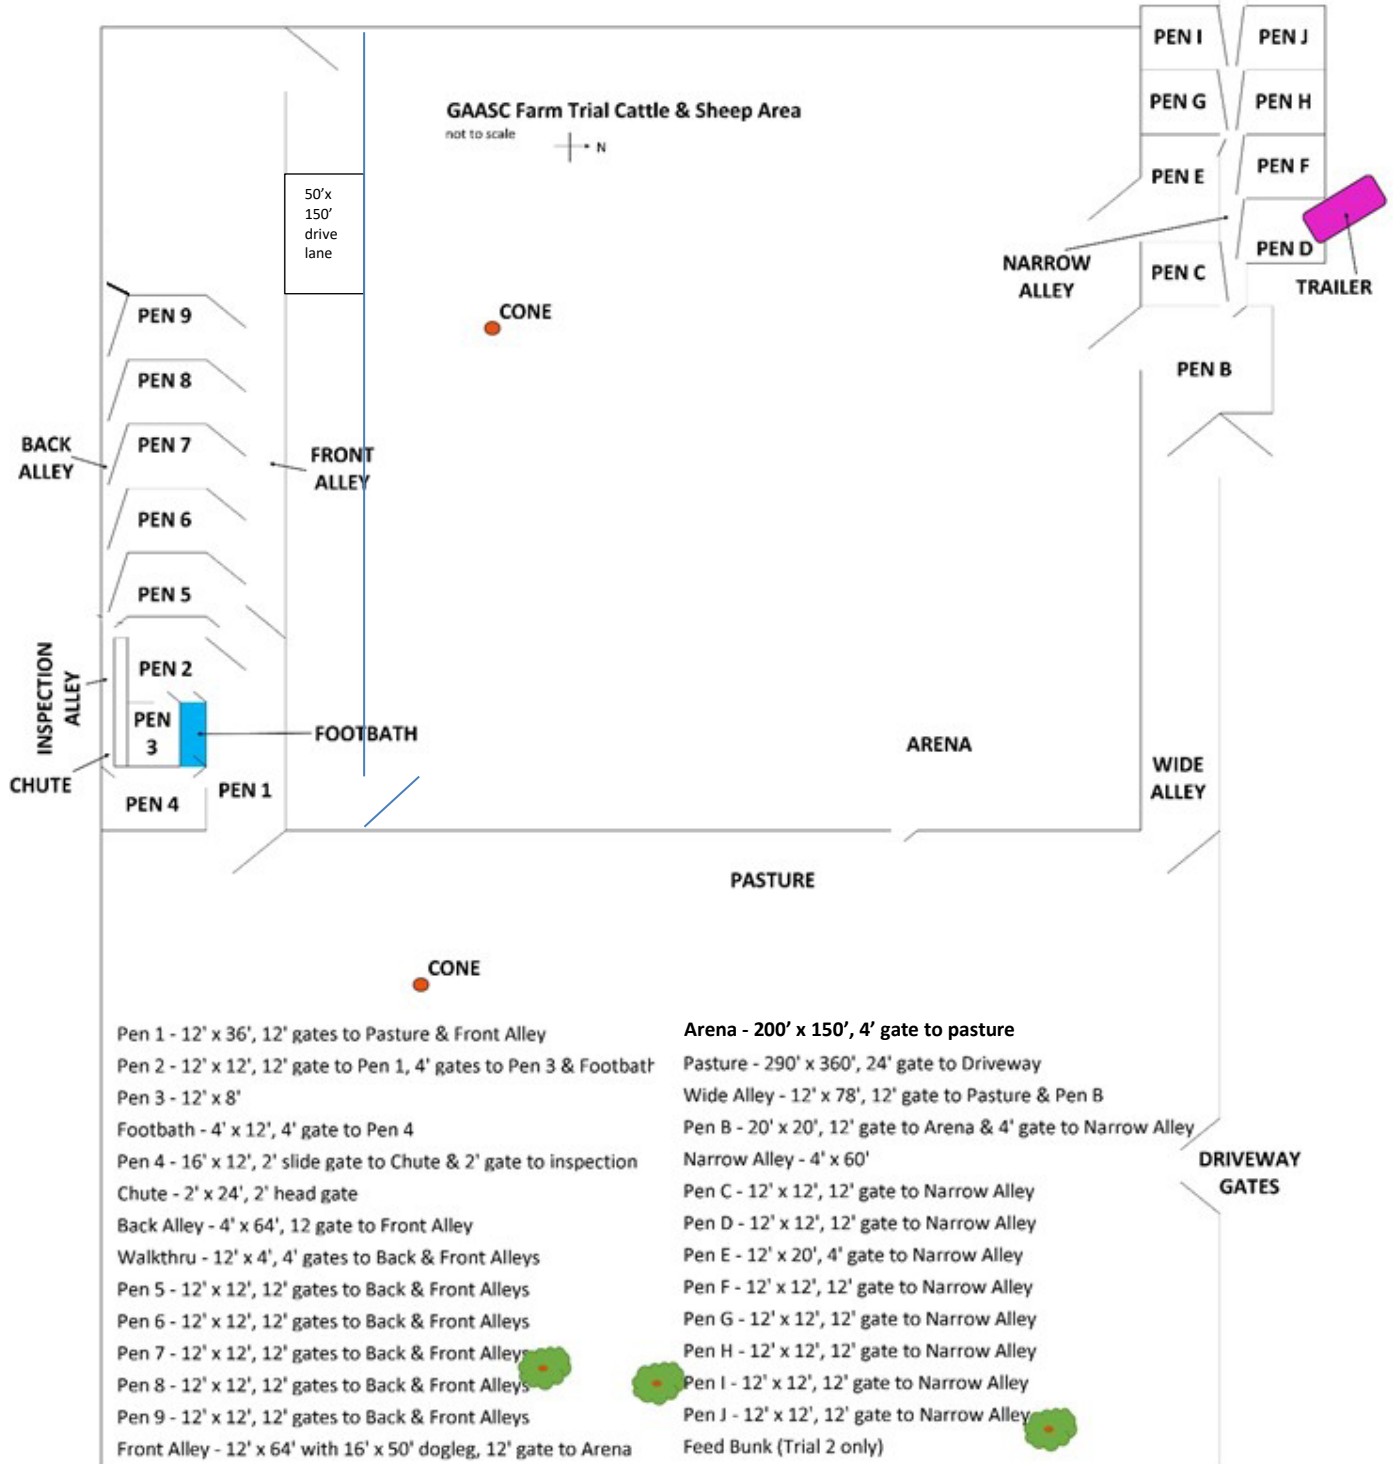 PEN I
PEN J
GAASC Farm Trial Cattle & Sheep Area
not to scale
N
PEN G
PEN H
PEN E
PEN F
50’x
150’
drive
lane
NARROW
ALLEY
PEN C
PEN D
TRAILER
PEN 9
CONE
PEN 8
PEN B
BACK
ALLEY
PEN 7
FRONT
ALLEY
PEN 6
PEN 5
INSPECTION
ALLEY
PEN 2
PEN
3
FOOTBATH
ARENA
CHUTE
PEN 4
PEN 1
WIDE
ALLEY
PASTURE
CONE
Pen 1 - 12' x 36', 12' gates to Pasture & Front Alley
Pen 2 - 12' x 12', 12' gate to Pen 1, 4' gates to Pen 3 & Footbath
Pen 3 - 12' x 8'
Footbath - 4' x 12', 4' gate to Pen 4
Pen 4 - 16' x 12', 2' slide gate to Chute & 2' gate to inspection
Chute - 2' x 24', 2' head gate
Back Alley - 4' x 64', 12 gate to Front Alley
Walkthru - 12' x 4', 4' gates to Back & Front Alleys
Pen 5 - 12' x 12', 12' gates to Back & Front Alleys
Pen 6 - 12' x 12', 12' gates to Back & Front Alleys
Pen 7 - 12' x 12', 12' gates to Back & Front Alleys
Pen 8 - 12' x 12', 12' gates to Back & Front Alleys
Pen 9 - 12' x 12', 12' gates to Back & Front Alleys
Front Alley - 12' x 64' with 16' x 50' dogleg, 12' gate to Arena
Arena - 200’ x 150’, 4’ gate to pasture
Pasture - 290' x 360', 24' gate to Driveway
Wide Alley - 12' x 78', 12' gate to Pasture & Pen B
Pen B - 20' x 20', 12' gate to Arena & 4' gate to Narrow Alley
Narrow Alley - 4' x 60'
Pen C - 12' x 12', 12' gate to Narrow Alley
Pen D - 12' x 12', 12' gate to Narrow Alley
Pen E - 12' x 20', 4' gate to Narrow Alley
Pen F - 12' x 12', 12' gate to Narrow Alley
Pen G - 12' x 12', 12' gate to Narrow Alley
Pen H - 12' x 12', 12' gate to Narrow Alley
Pen I - 12' x 12', 12' gate to Narrow Alley
Pen J - 12' x 12', 12' gate to Narrow Alley
Feed Bunk (Trial 2 only)
DRIVEWAY
GATES